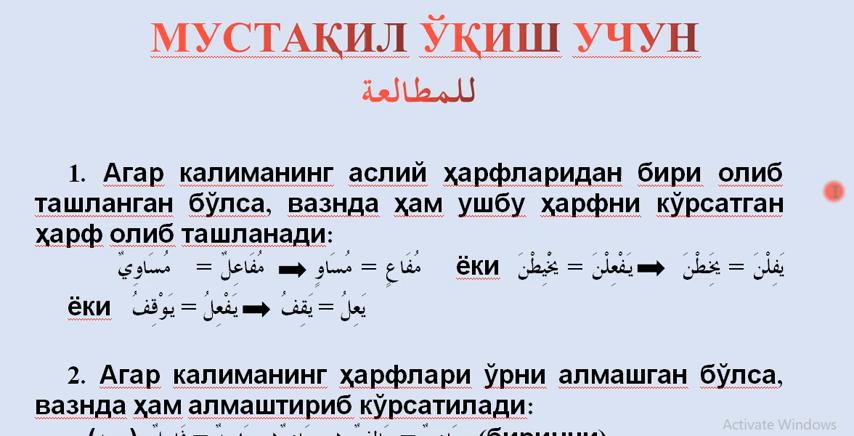 МУСТАҚИЛ ЎҚИШ УЧУН
للمطالعة
1. Агар калиманинг аслий ҳарфларидан бири олиб
ташланган бўлса, вазнда ҳам ушбу ҳарфни кўрсатган
ҳарф олиб ташланади:
مُسَاوِيٌ = مُفَاعِلٌ ➡ مُسَاوٍ = مُفَاعٍ ёки يَخْيِطْنَ = يَفْعِلْنَ ➡ يَخِطْنَ = يَفِلْنَ
ёки يَوْقِفُ = يَفْعِلُ ➡ يَقِفُ = يَعِلُ
2. Агар калиманинг ҳарфлари ўрни алмашган бўлса,
вазнда ҳам алмаштириб кўрсатилади:
(биринчи)
Activate Windows